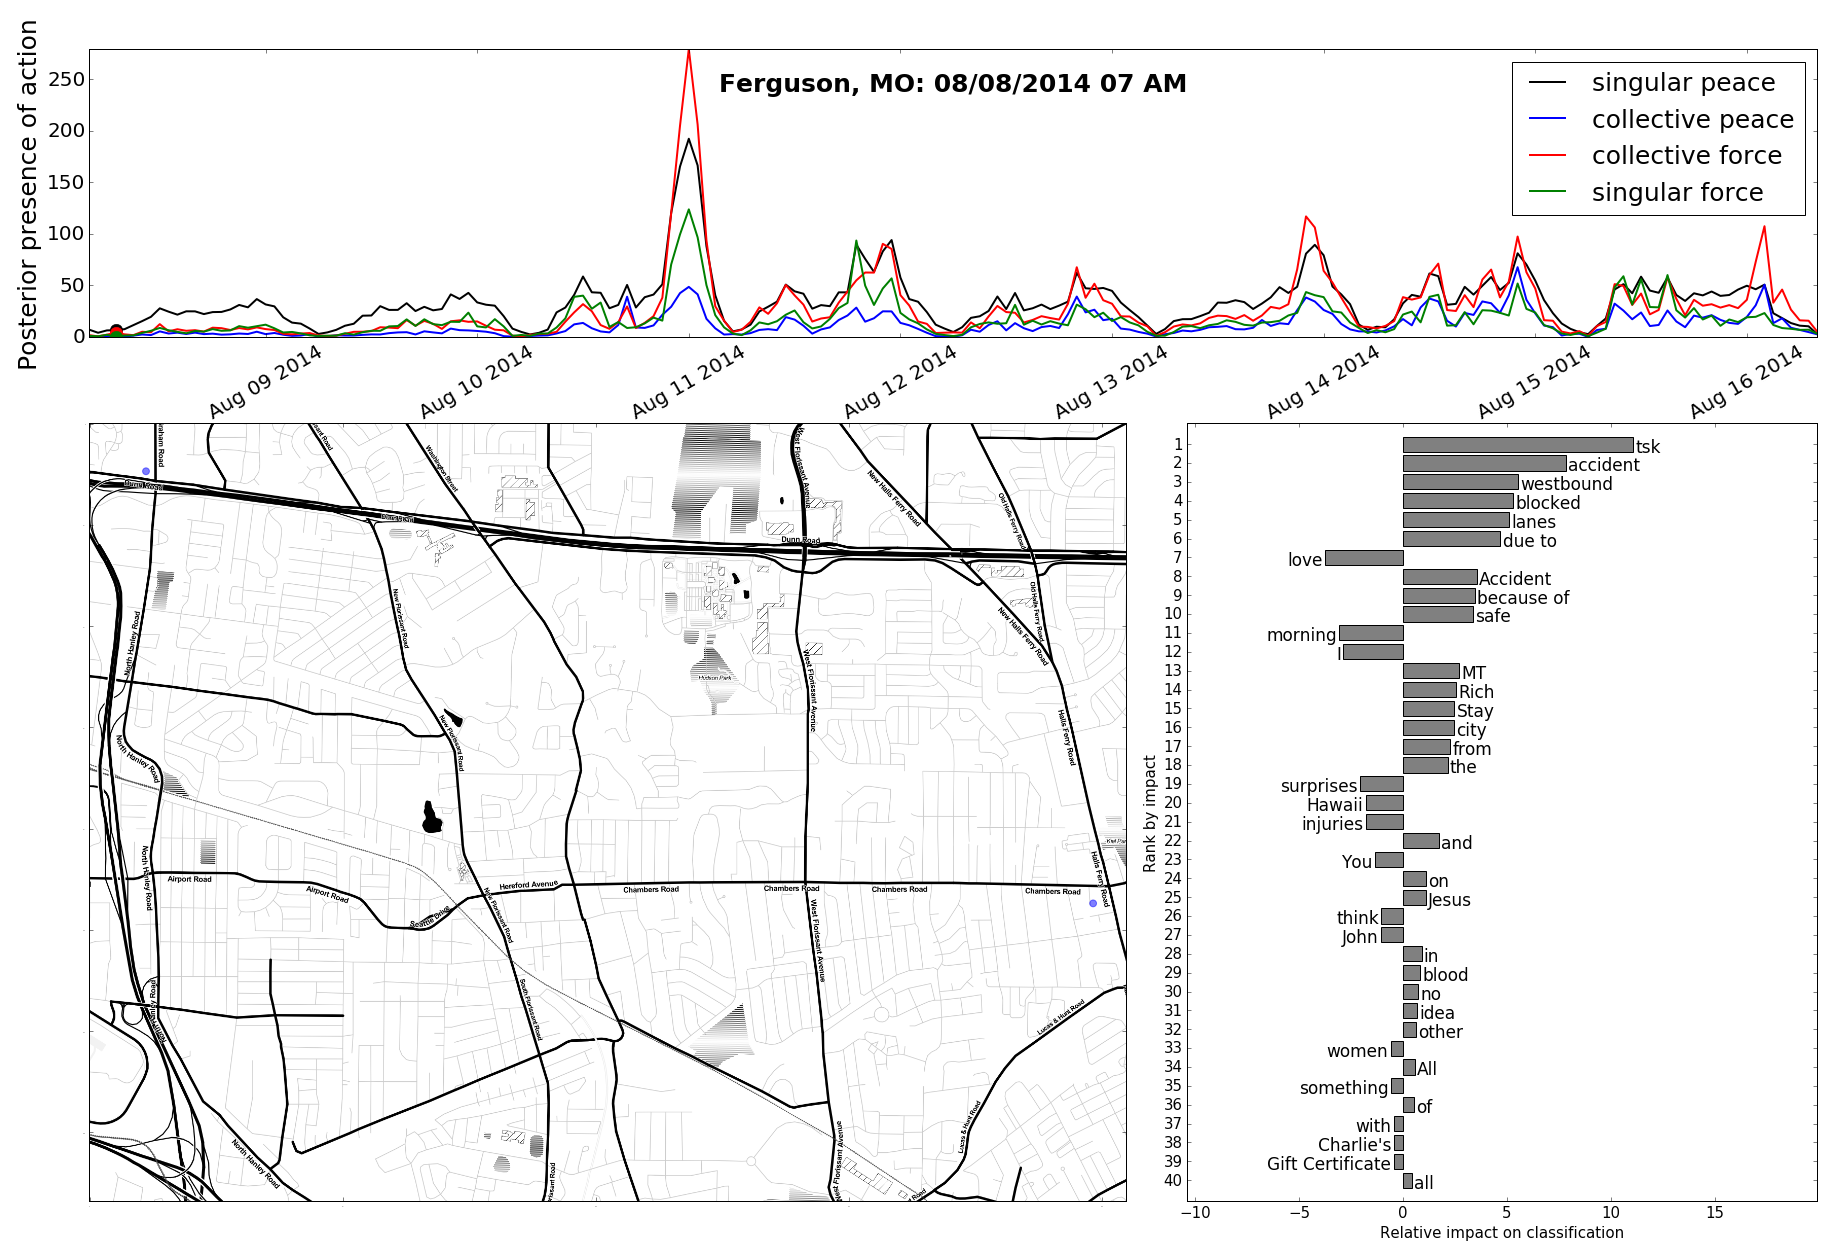 Ferguson, MO: 08/08/2014 07 AM
Posterior presence of action
250
200
150
100
50
0
singular peace
collective peace
collective force
singular force
Aug 09 2014
Aug 10 2014
Aug 11 2014
Aug 12 2014
Aug 13 2014
Aug 14 2014
Aug 15 2014
Aug 16 2014
Washington Street
West Florissant Avenue
New Halls Ferry Road
Old Halls Ferry Road
Dunn Road
North Hanley Road
New Florissant Road
Old Halls Ferry Road
New Halls Ferry Road
Hudson Park
West Florissant Avenue
New Florissant Road
Halls Ferry Road
North Hanley Road
North Hanley Road
Airport Road
Airport Road
Seattle Drive
Hereford Avenue
Chambers Road
Chambers Road
Chambers Road
Chambers Road
Halls Ferry Road
New Florissant Road
West Florissant Avenue
South Florissant Road
Lucas & Hunt Road
Lucas & Hunt Road
North Hanley Road
West Florissant Avenue
Rank by impact
1 tsk
2 accident
3 westbound
4 blocked
5 lanes
6 due to
7 love
8 Accident
9 because of
10 safe
11 morning
12 I
13 MT
14 Rich
15 Stay
16 city
17 from
18 the
19 surprises
20 Hawaii
21 injuries
22 and
23 You
24 on
25 Jesus
26 think
27 John
28 in
29 blood
30 no
31 idea
32 other
33 women
34 All
35 something
36 of
37 with
38 Charlie's
39 Gift Certificate
40 all
−10 −5 0 5 10 15
Relative impact on classification